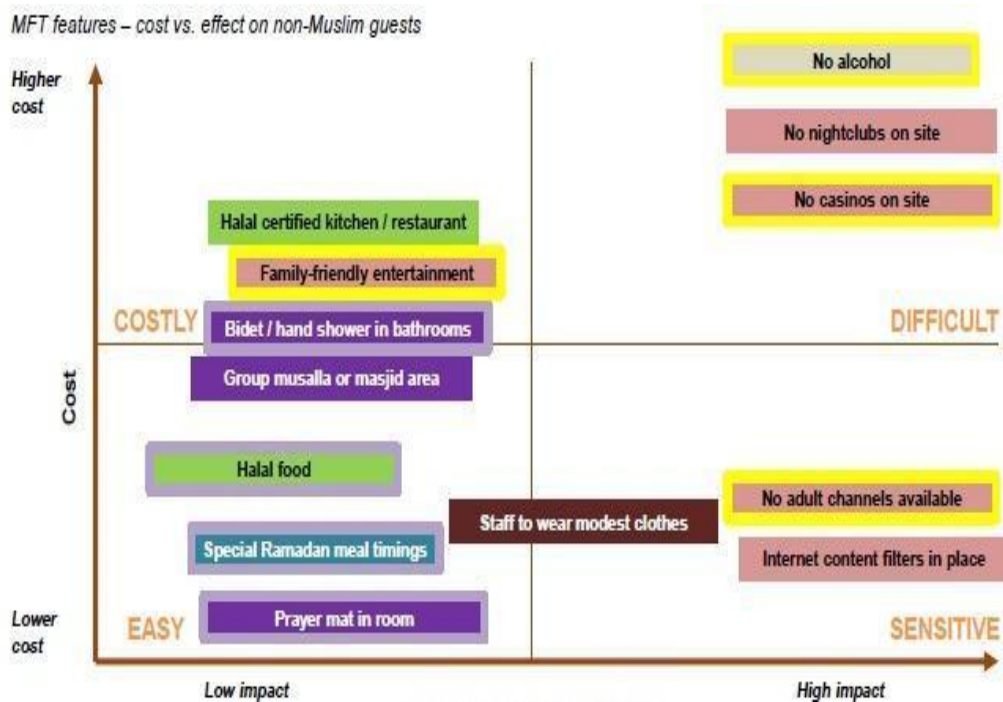 MFT features – cost vs. effect on non-Muslim guests
Higher
cost
No alcohol
No nightclubs on site
No casinos on site
Halal certified kitchen / restaurant
Family-friendly entertainment
COSTLY
Bidet / hand shower in bathrooms
DIFFICULT
Group musalla or masjid area
Cost
Halal food
No adult channels available
Staff to wear modest clothes
Special Ramadan meal timings
Internet content filters in place
Lower
cost
EASY
Prayer mat in room
SENSITIVE
Low impact
High impact